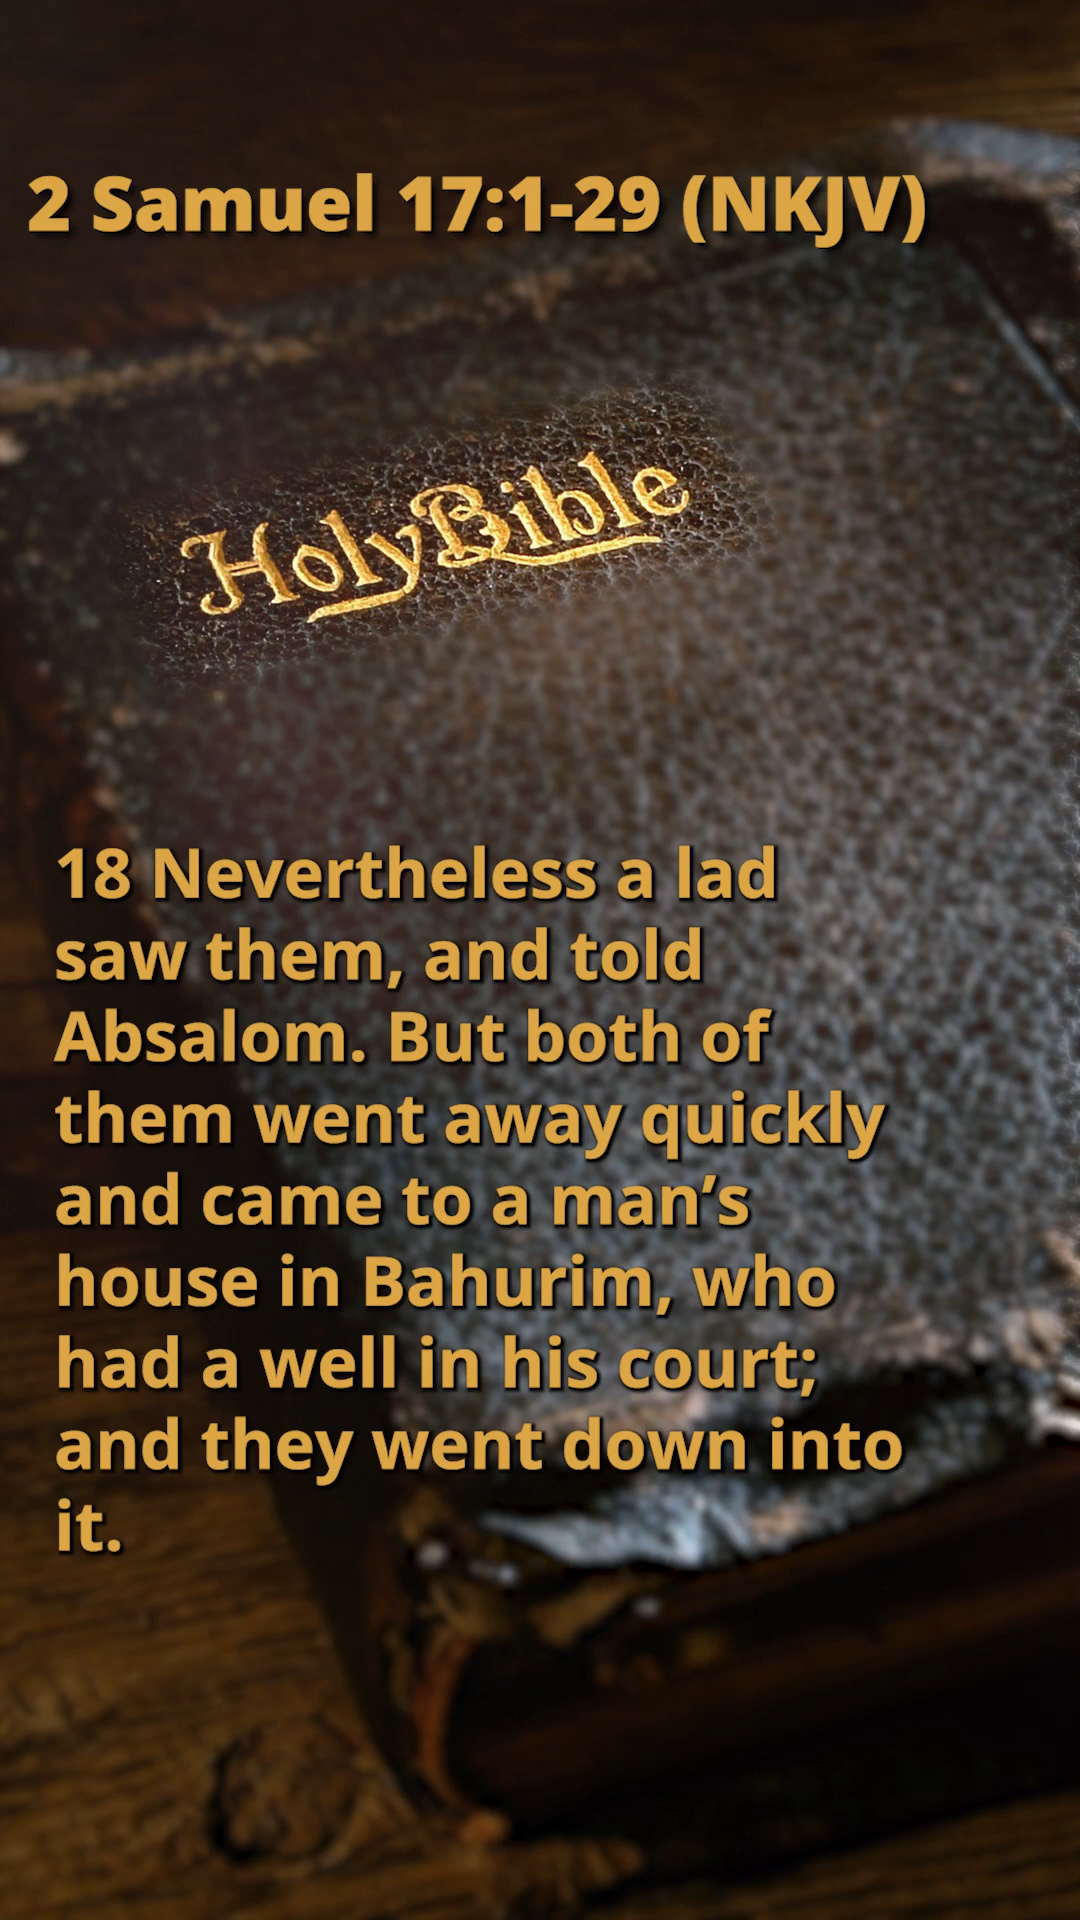 2 Samuel 17:1-29 (NKJV)
Holy Bible
18 Nevertheless a lad
saw them, and told
Absalom. But both of
them went away quickly
and came to a man’s
house in Bahurim, who
had a well in his court;
and they went down into
it.